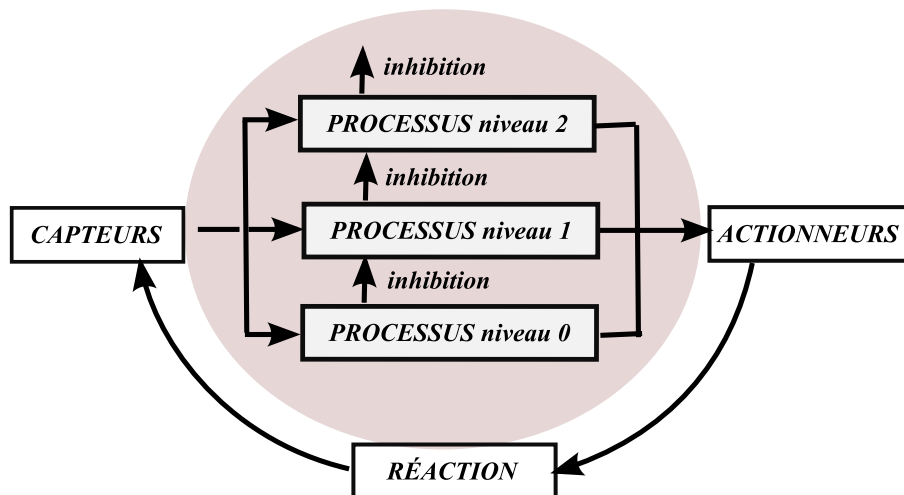 inhibition
PROCESSUS niveau 2
inhibition
CAPTEURS
PROCESSUS niveau 1
ACTIONNEURS
inhibition
PROCESSUS niveau 0
RÉACTION